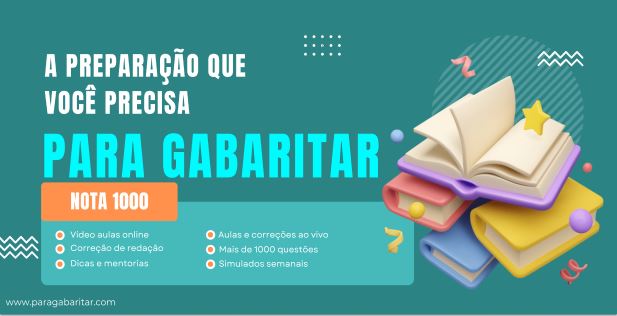 A PREPARAÇÃO QUE
VOCÊ PRECISA
PARA GABARITAR
NOTA 1000
Vídeo aulas online
Correção de redação
Dicas e mentorias
Aulas e correções ao vivo
Mais de 1000 questões
Simulados semanais
www.paragabaritar.com